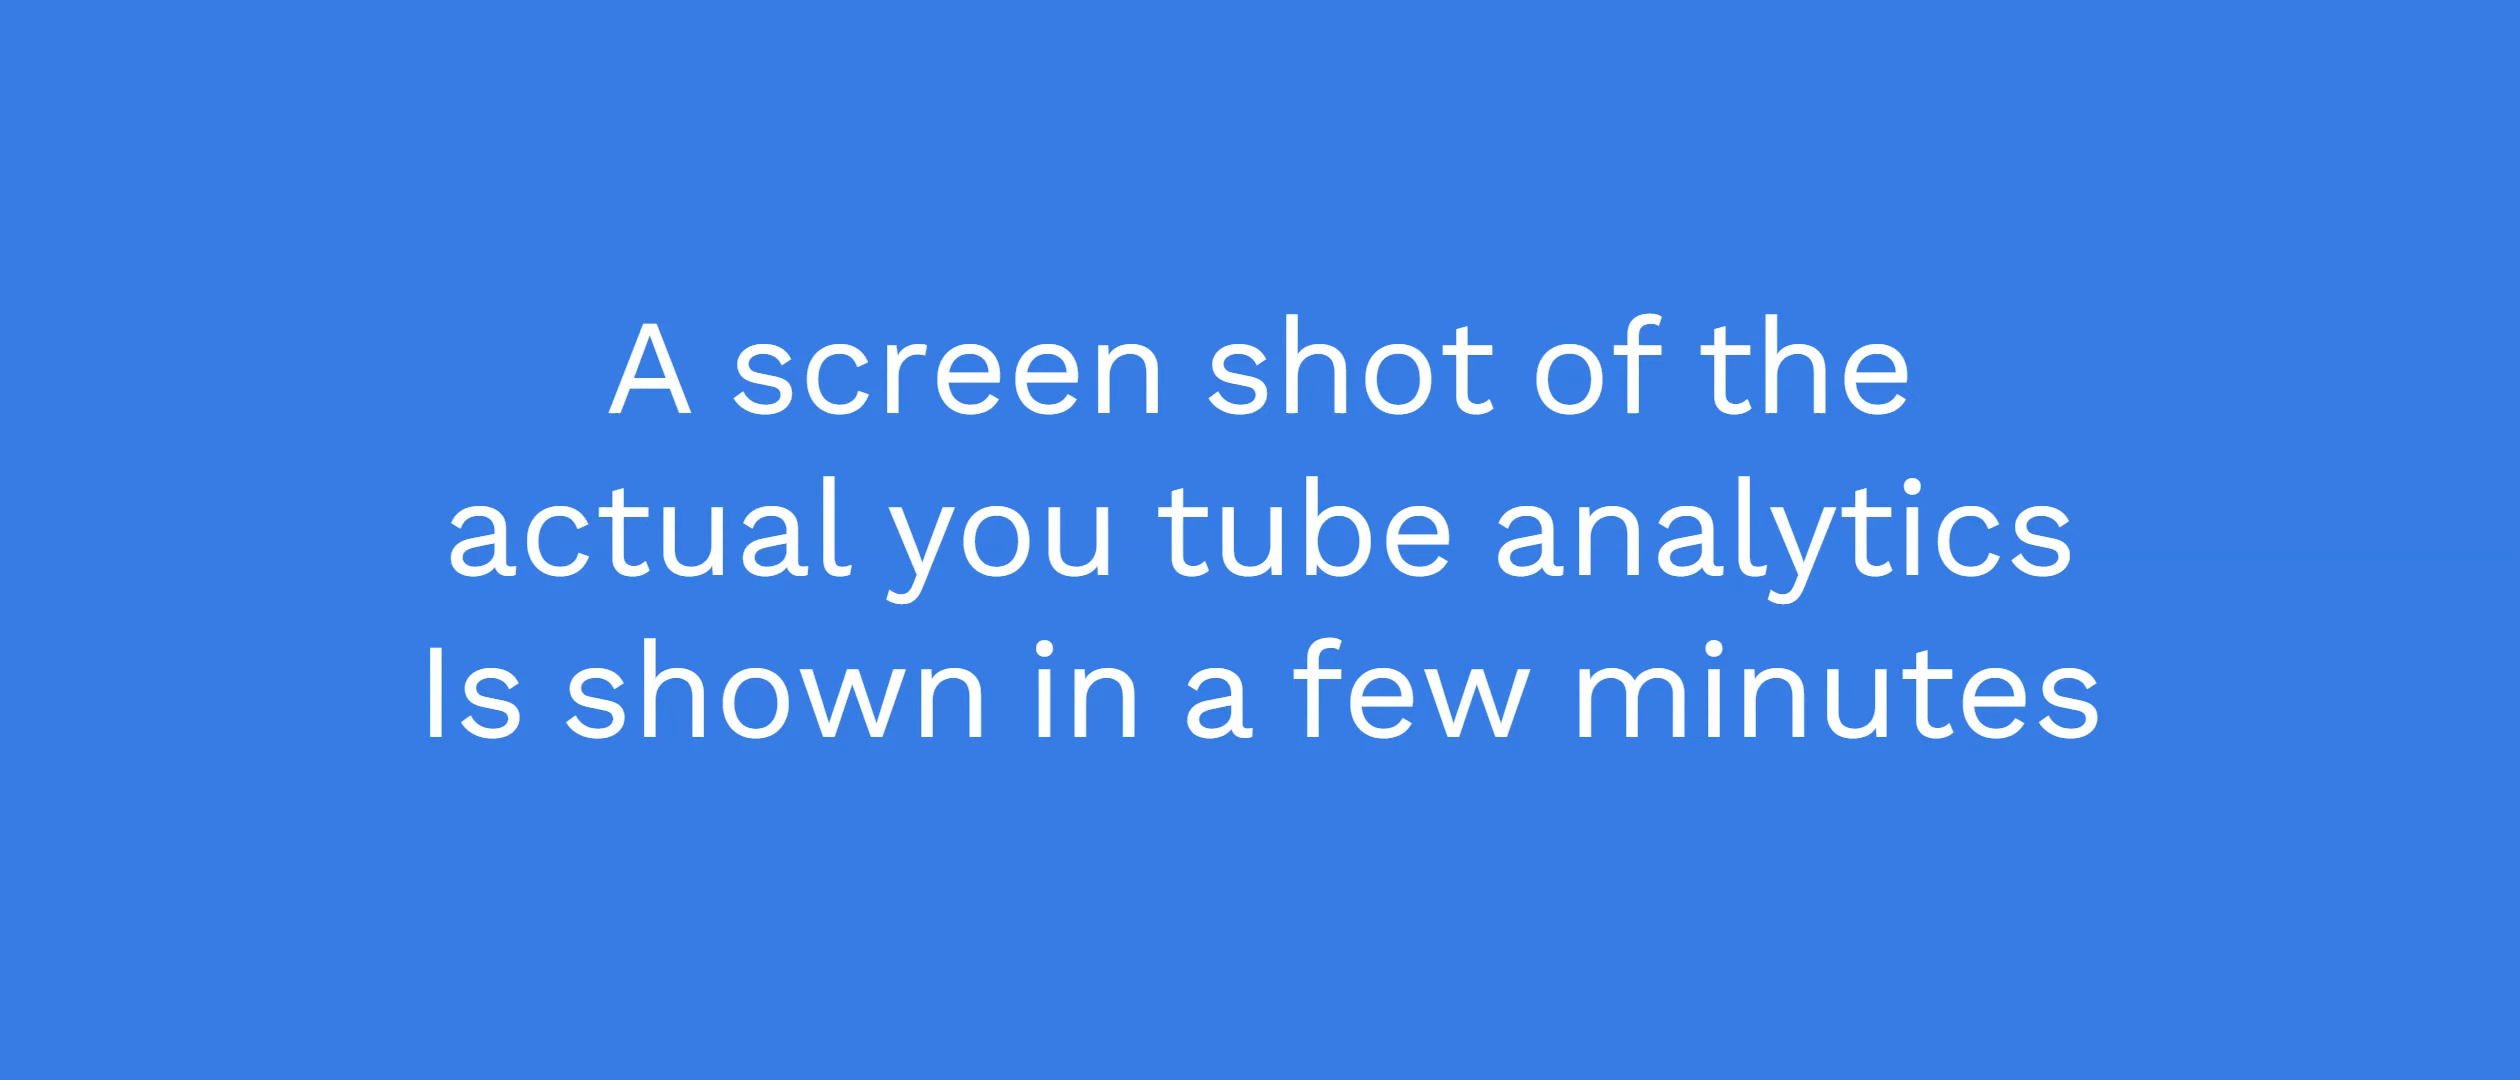 A screen shot of the
actual you tube analytics
Is shown in a few minutes